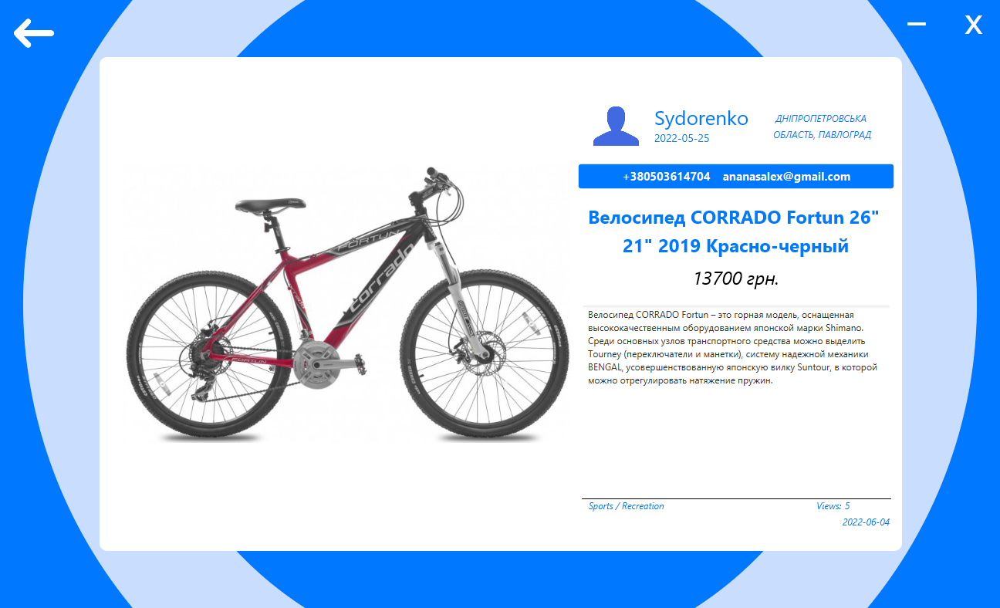 X
Sydorenko
2022-05-25
ДНІПРОПЕТРОВСЬКА
ОБЛАСТЬ, ПАВЛОГРАД
+380503614704 ananasalex@gmail.com
Велосипед CORRADO Fortun 26"
21" 2019 Красно-черный
13700 грн.
Велосипед CORRADO Fortun – это горная модель, оснащенная
высококачественным оборудованием японской марки Shimano.
Среди основных узлов транспортного средства можно выделить
Tourney (переключатели и манетки), систему надежной механики
BENGAL, усовершенствованную японскую вилку Suntour, в которой
можно отрегулировать натяжение пружин.
FORTUN
corrado
FORTUN
Sports / Recreation
Views: 5
2022-06-04